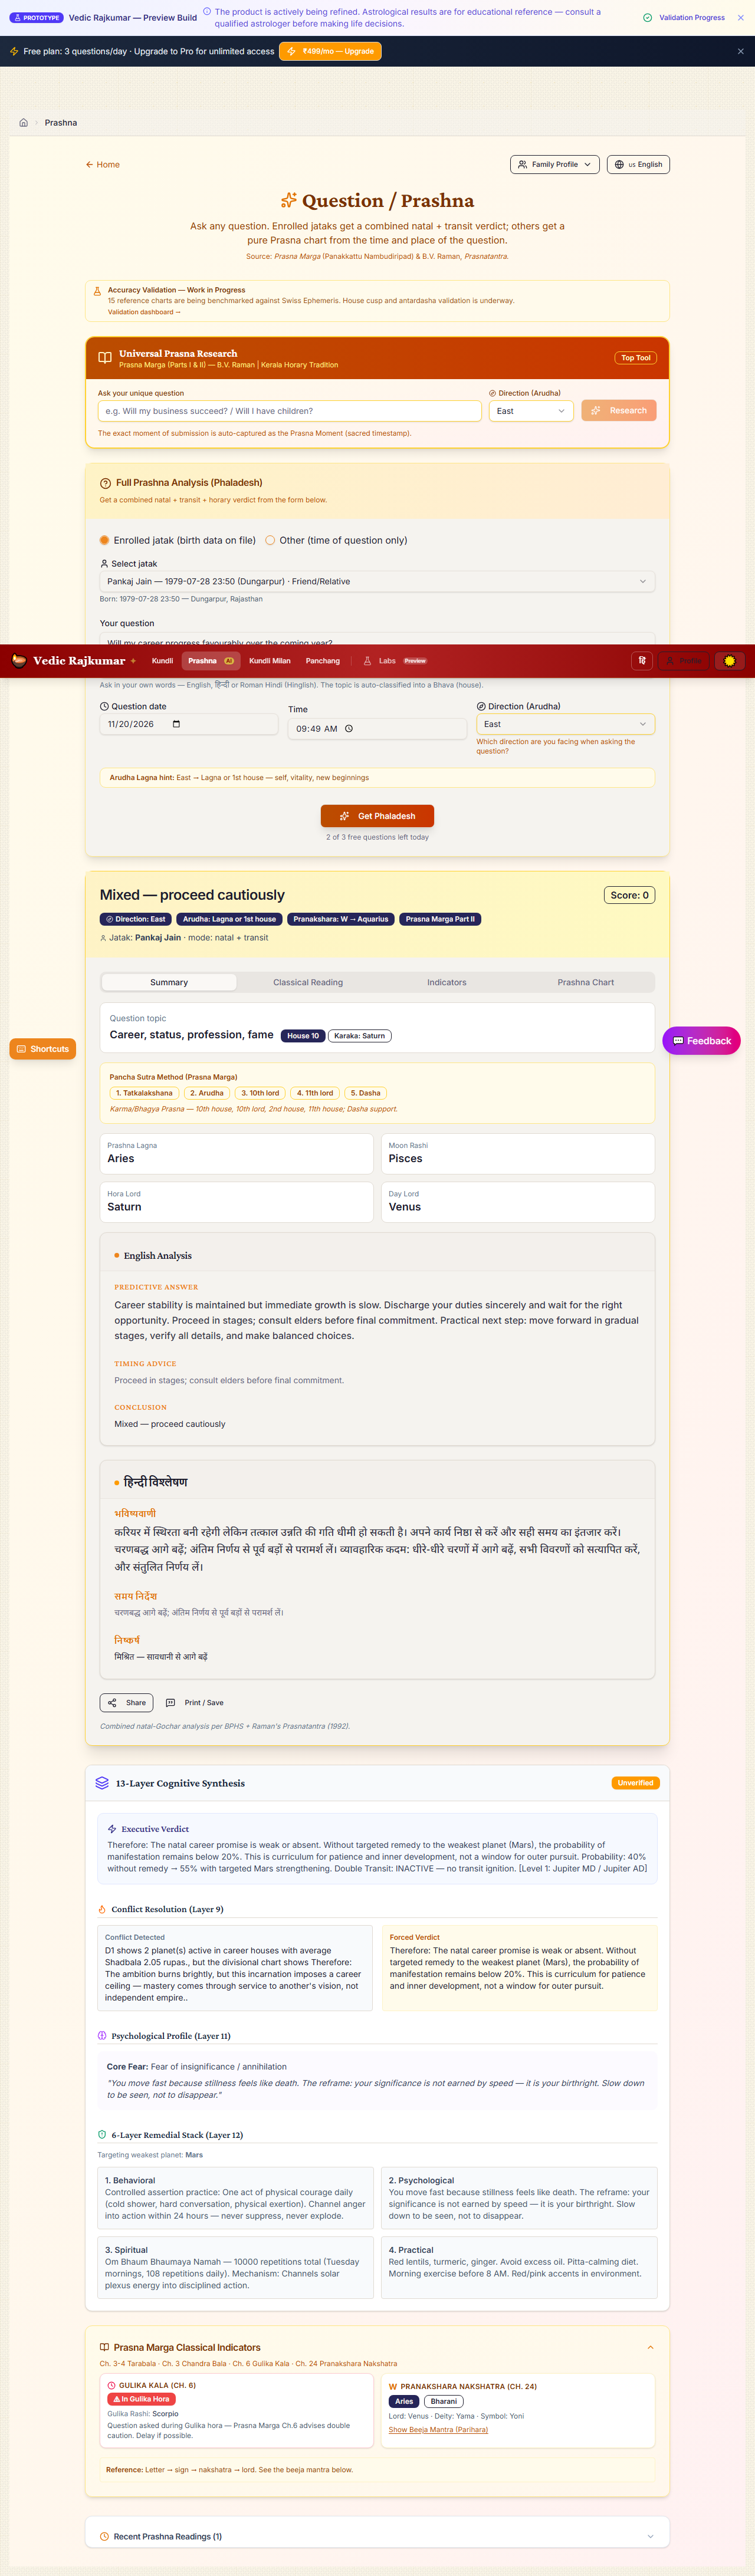 PROTOTYPE Vedic Rajkumar — Preview Build The product is actively being refined. Astrological results are for educational reference — consult a
qualified astrologer before making life decisions.
Validation Progress
Free plan: 3 questions/day · Upgrade to Pro for unlimited access ₹499/mo — Upgrade
Prashna
← Home Family Profile us English
Question / Prashna
Ask any question. Enrolled jataks get a combined natal + transit verdict; others get a
pure Prasna chart from the time and place of the question.
Source: Prasna Marga (Panakkattu Nambudiripad) & B.V. Raman, Prasnatantra.
Accuracy Validation — Work in Progress
15 reference charts are being benchmarked against Swiss Ephemeris. House cusp and antardasha validation is underway.
Validation dashboard →
Universal Prasna Research
Prasna Marga (Parts I & II) — B.V. Raman | Kerala Horary Tradition
Top Tool
Ask your unique question
Direction (Arudha)
e.g. Will my business succeed? / Will I have children?
East
Research
The exact moment of submission is auto-captured as the Prasna Moment (sacred timestamp).
Full Prashna Analysis (Phaladesh)
Get a combined natal + transit + horary verdict from the form below.
Enrolled jatak (birth data on file) Other (time of question only)
Select jatak
Pankaj Jain — 1979-07-28 23:50 (Dungarpur) · Friend/Relative
Born: 1979-07-28 23:50 — Dungarpur, Rajasthan
Your question
Will my career progress favourably over the coming year?
Vedic Rajkumar Kundli Prashna AI Kundli Milan Panchang Labs Preview हिं Profile
Ask in your own words — English, हिन्दी or Roman Hindi (Hinglish). The topic is auto-classified into a Bhava (house).
Question date
Time
Direction (Arudha)
11/20/2026
09:49 AM
East
Which direction are you facing when asking the
question?
Arudha Lagna hint: East → Lagna or 1st house — self, vitality, new beginnings
Get Phaladesh
2 of 3 free questions left today
Mixed — proceed cautiously
Score: 0
Direction: East Arudha: Lagna or 1st house Pranakshara: W → Aquarius Prasna Marga Part II
Jatak: Pankaj Jain · mode: natal + transit
Summary Classical Reading Indicators Prashna Chart
Question topic
Career, status, profession, fame House 10 Karaka: Saturn
Pancha Sutra Method (Prasna Marga)
1. Tatkalakshana 2. Arudha 3. 10th lord 4. 11th lord 5. Dasha
Karma/Bhagya Prasna — 10th house, 10th lord, 2nd house, 11th house; Dasha support.
Prashna Lagna
Aries
Moon Rashi
Pisces
Hora Lord
Saturn
Day Lord
Venus
English Analysis
PREDICTIVE ANSWER
Career stability is maintained but immediate growth is slow. Discharge your duties sincerely and wait for the right
opportunity. Proceed in stages; consult elders before final commitment. Practical next step: move forward in gradual
stages, verify all details, and make balanced choices.
TIMING ADVICE
Proceed in stages; consult elders before final commitment.
CONCLUSION
Mixed — proceed cautiously
हिन्दी विश्लेषण
भविष्यवाणी
करियर में स्थिरता बनी रहेगी लेकिन तत्काल उन्नति की गति धीमी हो सकती है। अपने कार्य निष्ठा से करें और सही समय का इंतजार करें।
चरणबद्ध आगे बढ़ें; अंतिम निर्णय से पूर्व बड़ों से परामर्श लें। व्यावहारिक कदम: धीरे-धीरे चरणों में आगे बढ़ें, सभी विवरणों को सत्यापित करें,
और संतुलित निर्णय लें।
समय निर्देश
चरणबद्ध आगे बढ़ें; अंतिम निर्णय से पूर्व बड़ों से परामर्श लें।
निष्कर्ष
मिश्रित — सावधानी से आगे बढ़ें
Share Print / Save
Combined natal-Gochar analysis per BPHS + Raman's Prasnatantra (1992).
Shortcuts
Feedback
13-Layer Cognitive Synthesis
Unverified
Executive Verdict
Therefore: The natal career promise is weak or absent. Without targeted remedy to the weakest planet (Mars), the probability of
manifestation remains below 20%. This is curriculum for patience and inner development, not a window for outer pursuit. Probability: 40%
without remedy → 55% with targeted Mars strengthening. Double Transit: INACTIVE — no transit ignition. [Level 1: Jupiter MD / Jupiter AD]
Conflict Resolution (Layer 9)
Conflict Detected
D1 shows 2 planet(s) active in career houses with average
Shadbala 2.05 rupas., but the divisional chart shows Therefore:
The ambition burns brightly, but this incarnation imposes a career
ceiling — mastery comes through service to another's vision, not
independent empire..
Forced Verdict
Therefore: The natal career promise is weak or absent. Without
targeted remedy to the weakest planet (Mars), the probability of
manifestation remains below 20%. This is curriculum for patience
and inner development, not a window for outer pursuit.
Psychological Profile (Layer 11)
Core Fear: Fear of insignificance / annihilation
"You move fast because stillness feels like death. The reframe: your significance is not earned by speed — it is your birthright. Slow down
to be seen, not to disappear."
6-Layer Remedial Stack (Layer 12)
Targeting weakest planet: Mars
1. Behavioral
Controlled assertion practice: One act of physical courage daily
(cold shower, hard conversation, physical exertion). Channel anger
into action within 24 hours — never suppress, never explode.
2. Psychological
You move fast because stillness feels like death. The reframe: your
significance is not earned by speed — it is your birthright. Slow
down to be seen, not to disappear.
3. Spiritual
Om Bhaum Bhaumaya Namah — 10000 repetitions total (Tuesday
mornings, 108 repetitions daily). Mechanism: Channels solar
plexus energy into disciplined action.
4. Practical
Red lentils, turmeric, ginger. Avoid excess oil. Pitta-calming diet.
Morning exercise before 8 AM. Red/pink accents in environment.
Prasna Marga Classical Indicators
Ch. 3-4 Tarabala · Ch. 3 Chandra Bala · Ch. 6 Gulika Kala · Ch. 24 Pranakshara Nakshatra
GULIKA KALA (CH. 6)
In Gulika Hora
Gulika Rashi: Scorpio
Question asked during Gulika hora — Prasna Marga Ch.6 advises double
caution. Delay if possible.
W PRANAKSHARA NAKSHATRA (CH. 24)
Aries Bharani
Lord: Venus · Deity: Yama · Symbol: Yoni
Show Beeja Mantra (Parihara)
Reference: Letter → sign → nakshatra → lord. See the beeja mantra below.
Recent Prashna Readings (1)